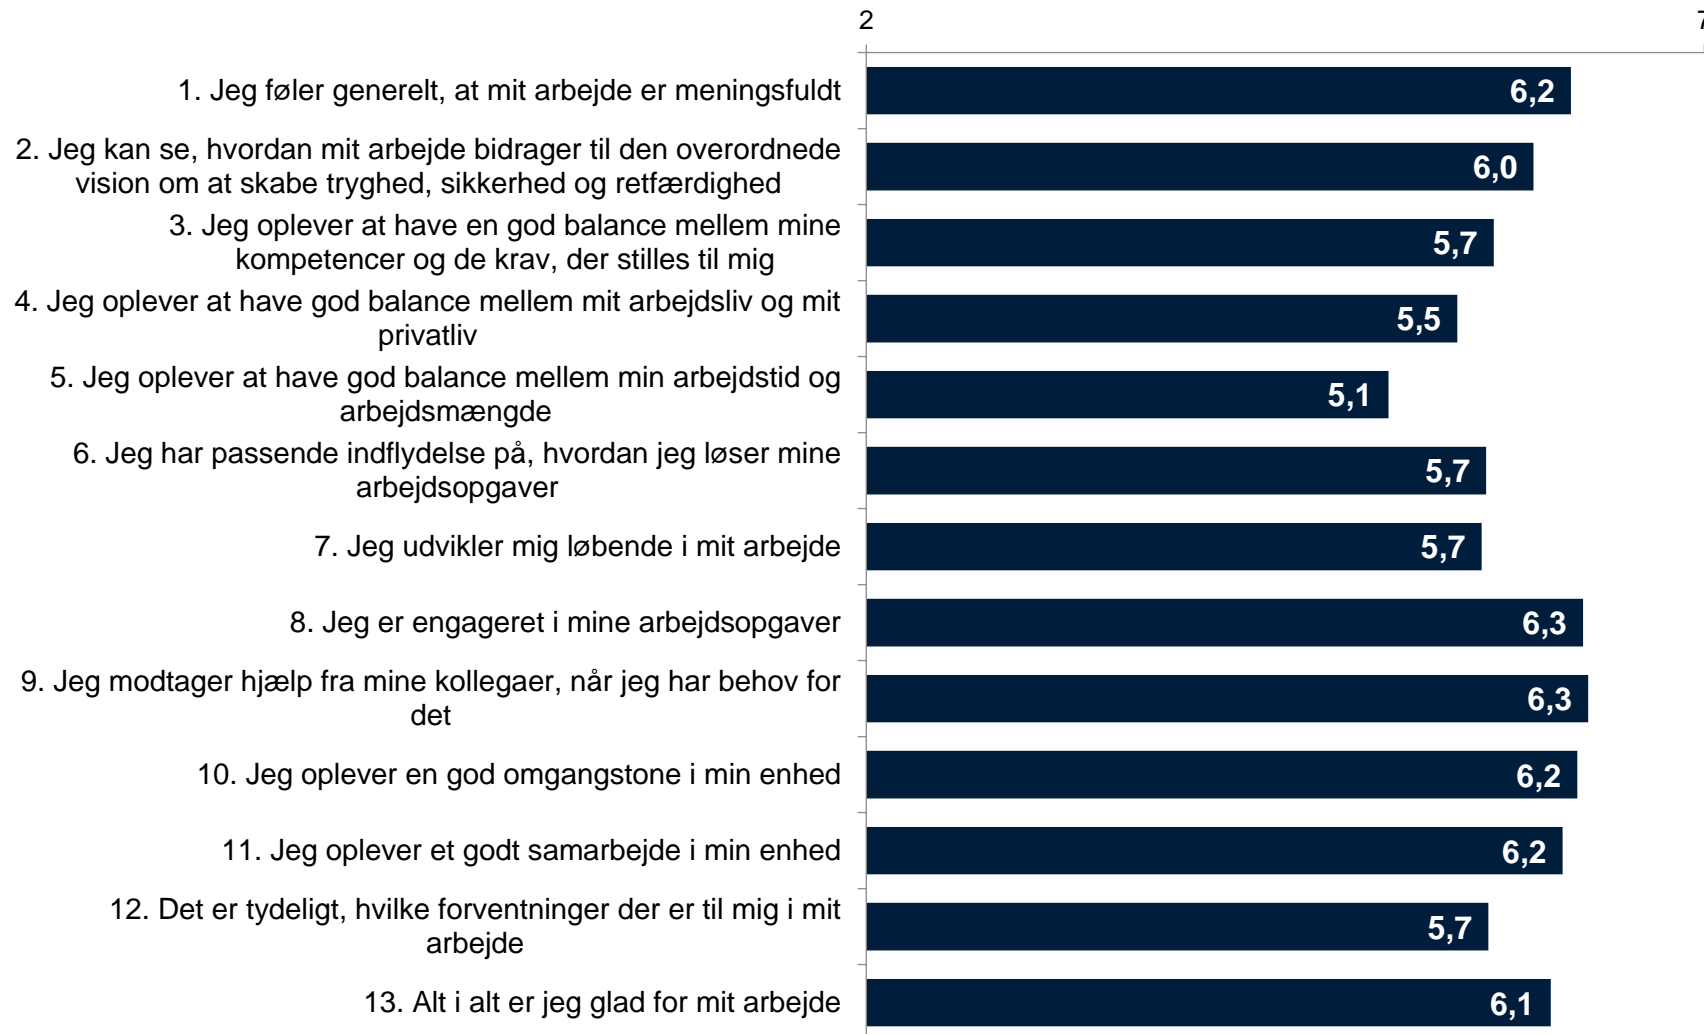 2
7
1. Jeg føler generelt, at mit arbejde er meningsfuldt
6,2
2. Jeg kan se, hvordan mit arbejde bidrager til den overordnede
vision om at skabe tryghed, sikkerhed og retfærdighed
6,0
3. Jeg oplever at have en god balance mellem mine
kompetencer og de krav, der stilles til mig
5,7
4. Jeg oplever at have god balance mellem mit arbejdsliv og mit
privatliv
5,5
5. Jeg oplever at have god balance mellem min arbejdstid og
arbejdsmængde
5,1
6. Jeg har passende indflydelse på, hvordan jeg løser mine
arbejdsopgaver
5,7
7. Jeg udvikler mig løbende i mit arbejde
5,7
8. Jeg er engageret i mine arbejdsopgaver
6,3
9. Jeg modtager hjælp fra mine kollegaer, når jeg har behov for
det
6,3
10. Jeg oplever en god omgangstone i min enhed
6,2
11. Jeg oplever et godt samarbejde i min enhed
6,2
12. Det er tydeligt, hvilke forventninger der er til mig i mit
arbejde
5,7
13. Alt i alt er jeg glad for mit arbejde
6,1